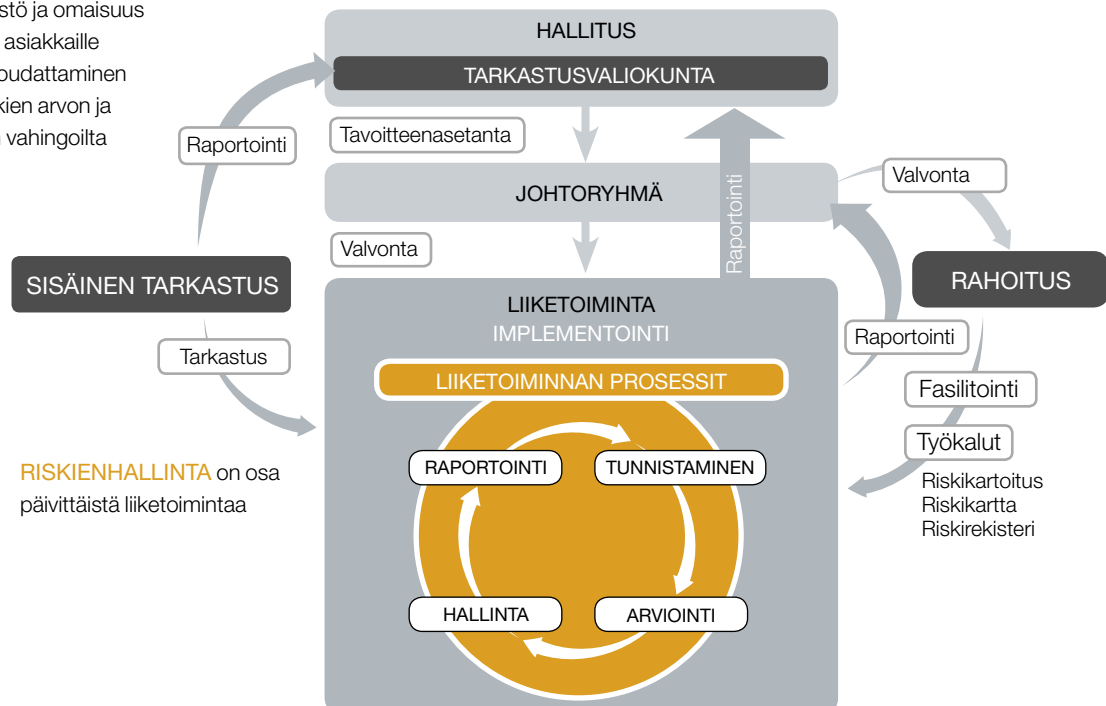 stö ja omaisuus
asiakkaille
oudattaminen
kien arvon ja
vahingoilta
HALLITUS
TARKASTUSVALIOKUNTA
Raportointi
Tavoitteenasetanta
JOHTORYHMÄ
Raportointi
Valvonta
Valvonta
SISÄINEN TARKASTUS
RAHOITUS
LIIKETOIMINTA
IMPLEMENTOINTI
Tarkastus
Raportointi
LIIKETOIMINNAN PROSESSIT
Fasilitointi
Työkalut
Riskikartoitus
Riskikartta
Riskirekisteri
RISKIENHALLINTA on osa
päivittäistä liiketoimintaa
RAPORTOINTI
TUNNISTAMINEN
HALLINTA
ARVIOINTI